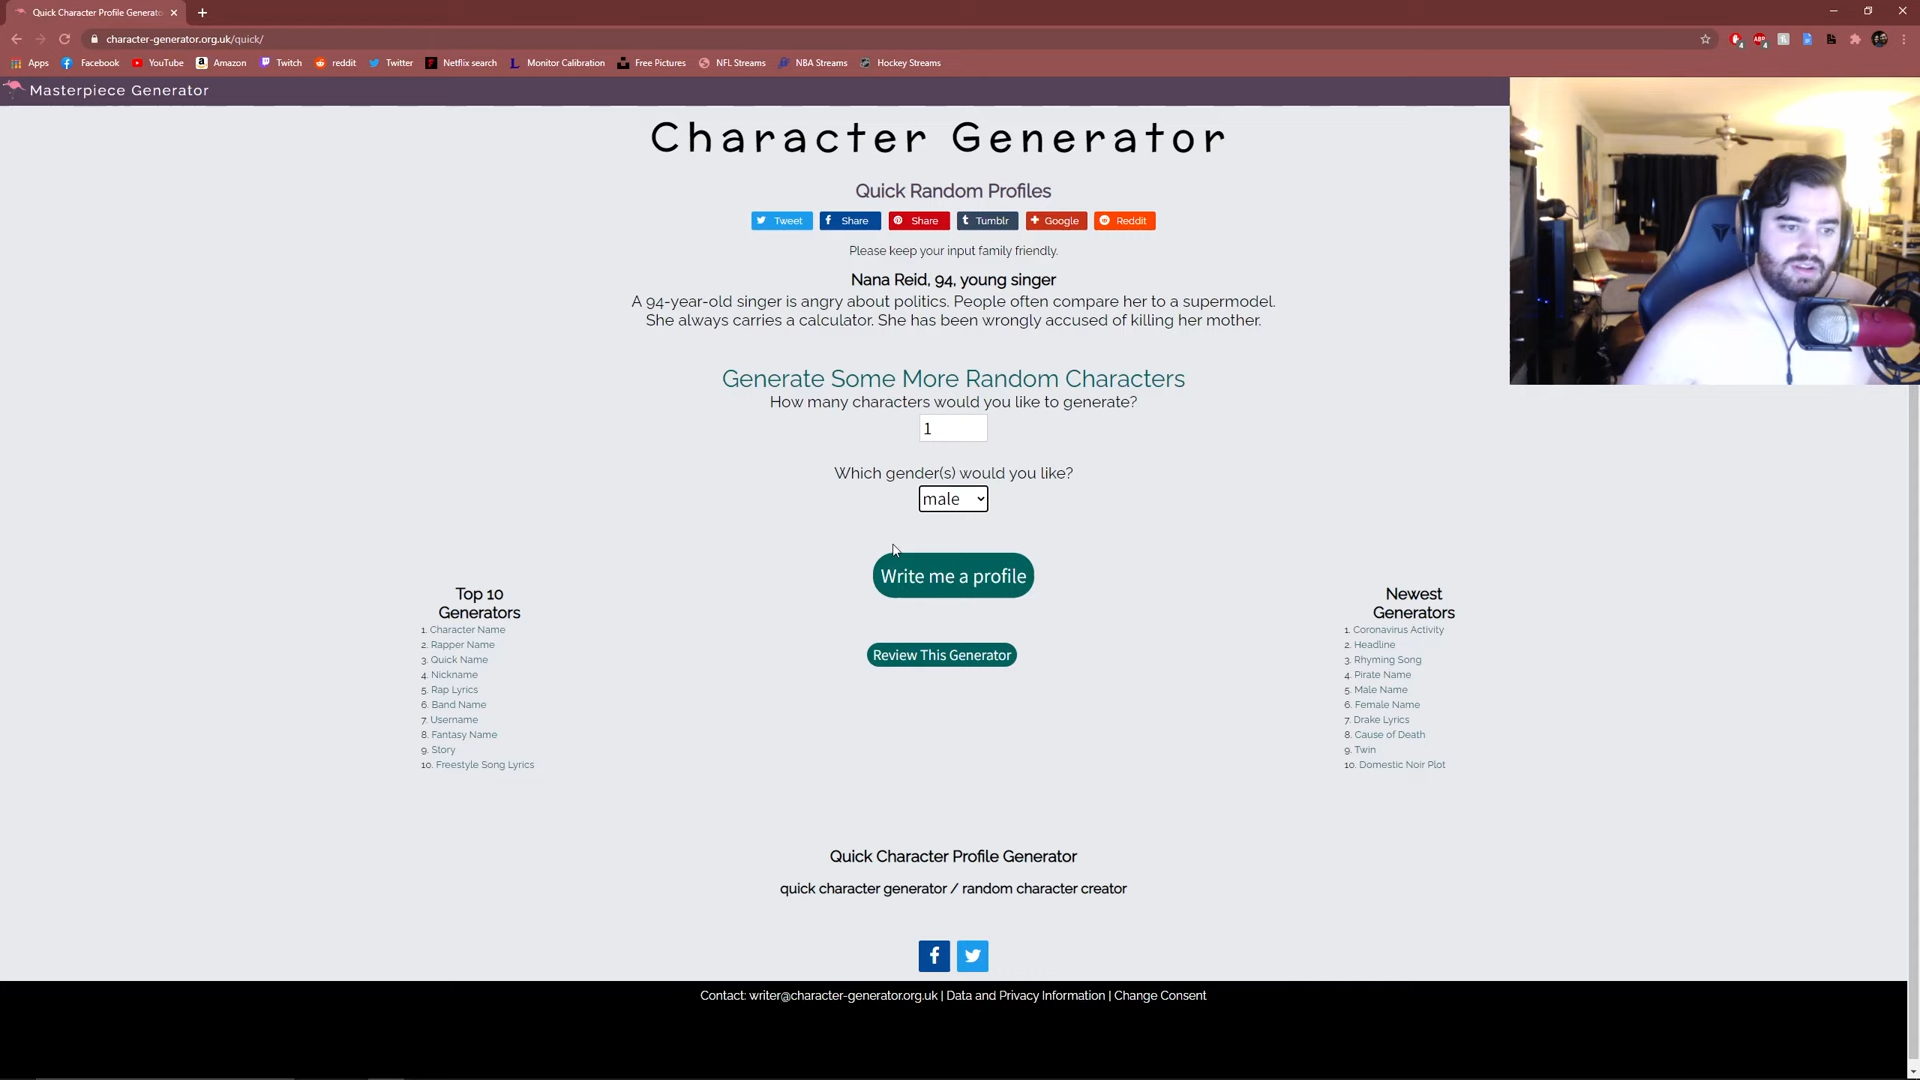 Quick Character Profile Generato
character-generator.org.uk/quick/
Apps
Facebook
YouTube
Amazon
Twitch
reddit
Twitter
Netflix search
Monitor Calibration
Free Pictures
NFL Streams
NBA Streams
Hockey Streams
Masterpiece Generator
Character Generator
Quick Random Profiles
Tweet
Share
Share
Tumblr
Google
Reddit
Please keep your input family friendly.
Nana Reid, 94, young singer
A 94-year-old singer is angry about politics. People often compare her to a supermodel.
She always carries a calculator. She has been wrongly accused of killing her mother.
Generate Some More Random Characters
How many characters would you like to generate?
1
Which gender(s) would you like?
male
Write me a profile
Review This Generator
Top 10
Generators
1. Character Name
2. Rapper Name
3. Quick Name
4. Nickname
5. Rap Lyrics
6. Band Name
7. Username
8. Fantasy Name
9. Story
10. Freestyle Song Lyrics
Newest
Generators
1. Coronavirus Activity
2. Headline
3. Rhyming Song
4. Pirate Name
5. Male Name
6. Female Name
7. Drake Lyrics
8. Cause of Death
9. Twin
10. Domestic Noir Plot
Quick Character Profile Generator
quick character generator / random character creator
Contact: writer@character-generator.org.uk | Data and Privacy Information | Change Consent